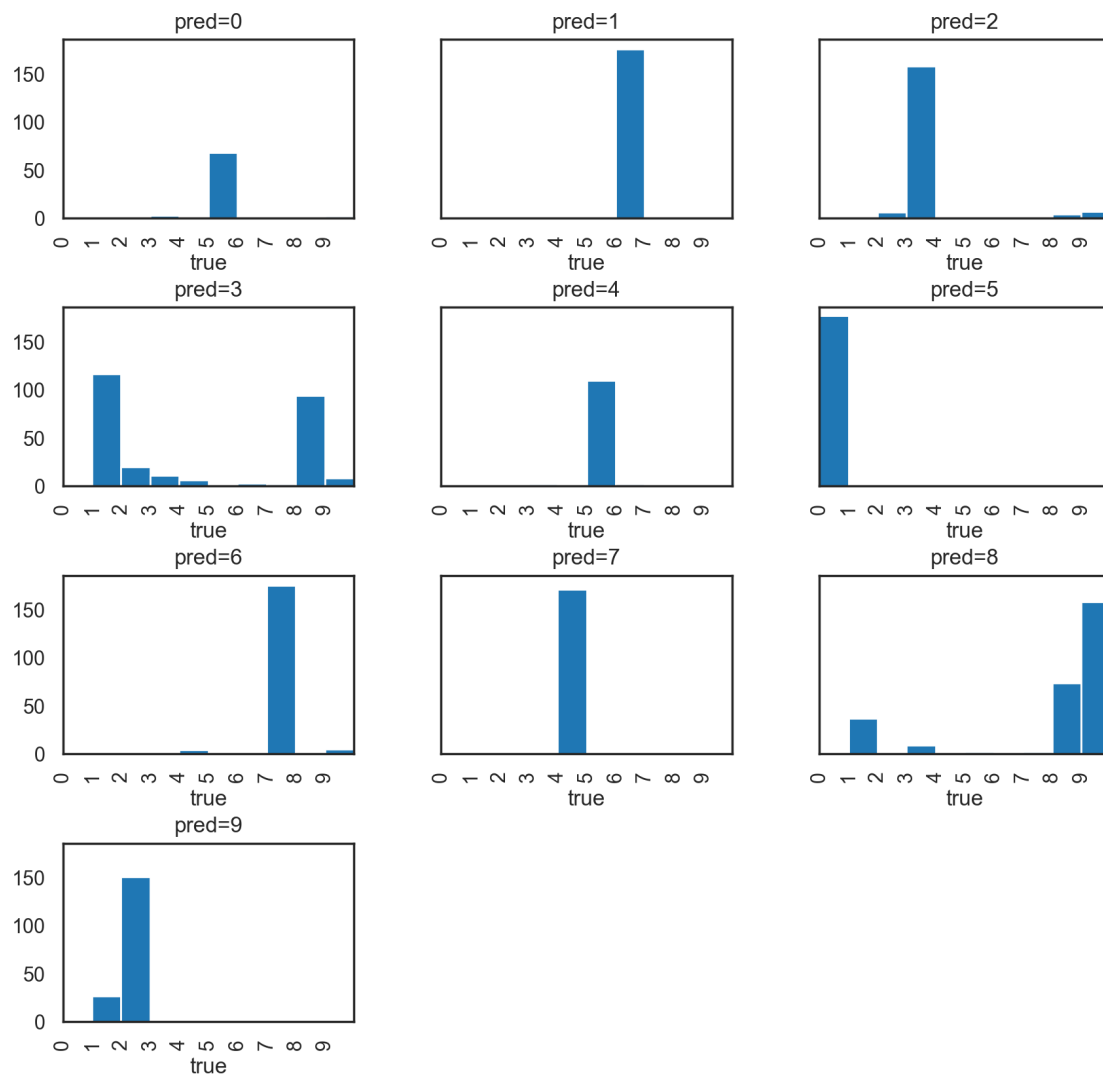 pred=0 pred=1 pred=2
150
100
50
0
0 1 2 3 4 5 6 7 8 9 0 1 2 3 4 5 6 7 8 9 0 1 2 3 4 5 6 7 8 9
true true true
pred=3 pred=4 pred=5
150
100
50
0
0 1 2 3 4 5 6 7 8 9 0 1 2 3 4 5 6 7 8 9 0 1 2 3 4 5 6 7 8 9
true true true
pred=6 pred=7 pred=8
150
100
50
0
0 1 2 3 4 5 6 7 8 9 0 1 2 3 4 5 6 7 8 9 0 1 2 3 4 5 6 7 8 9
true true true
pred=9
150
100
50
0
0 1 2 3 4 5 6 7 8 9
true